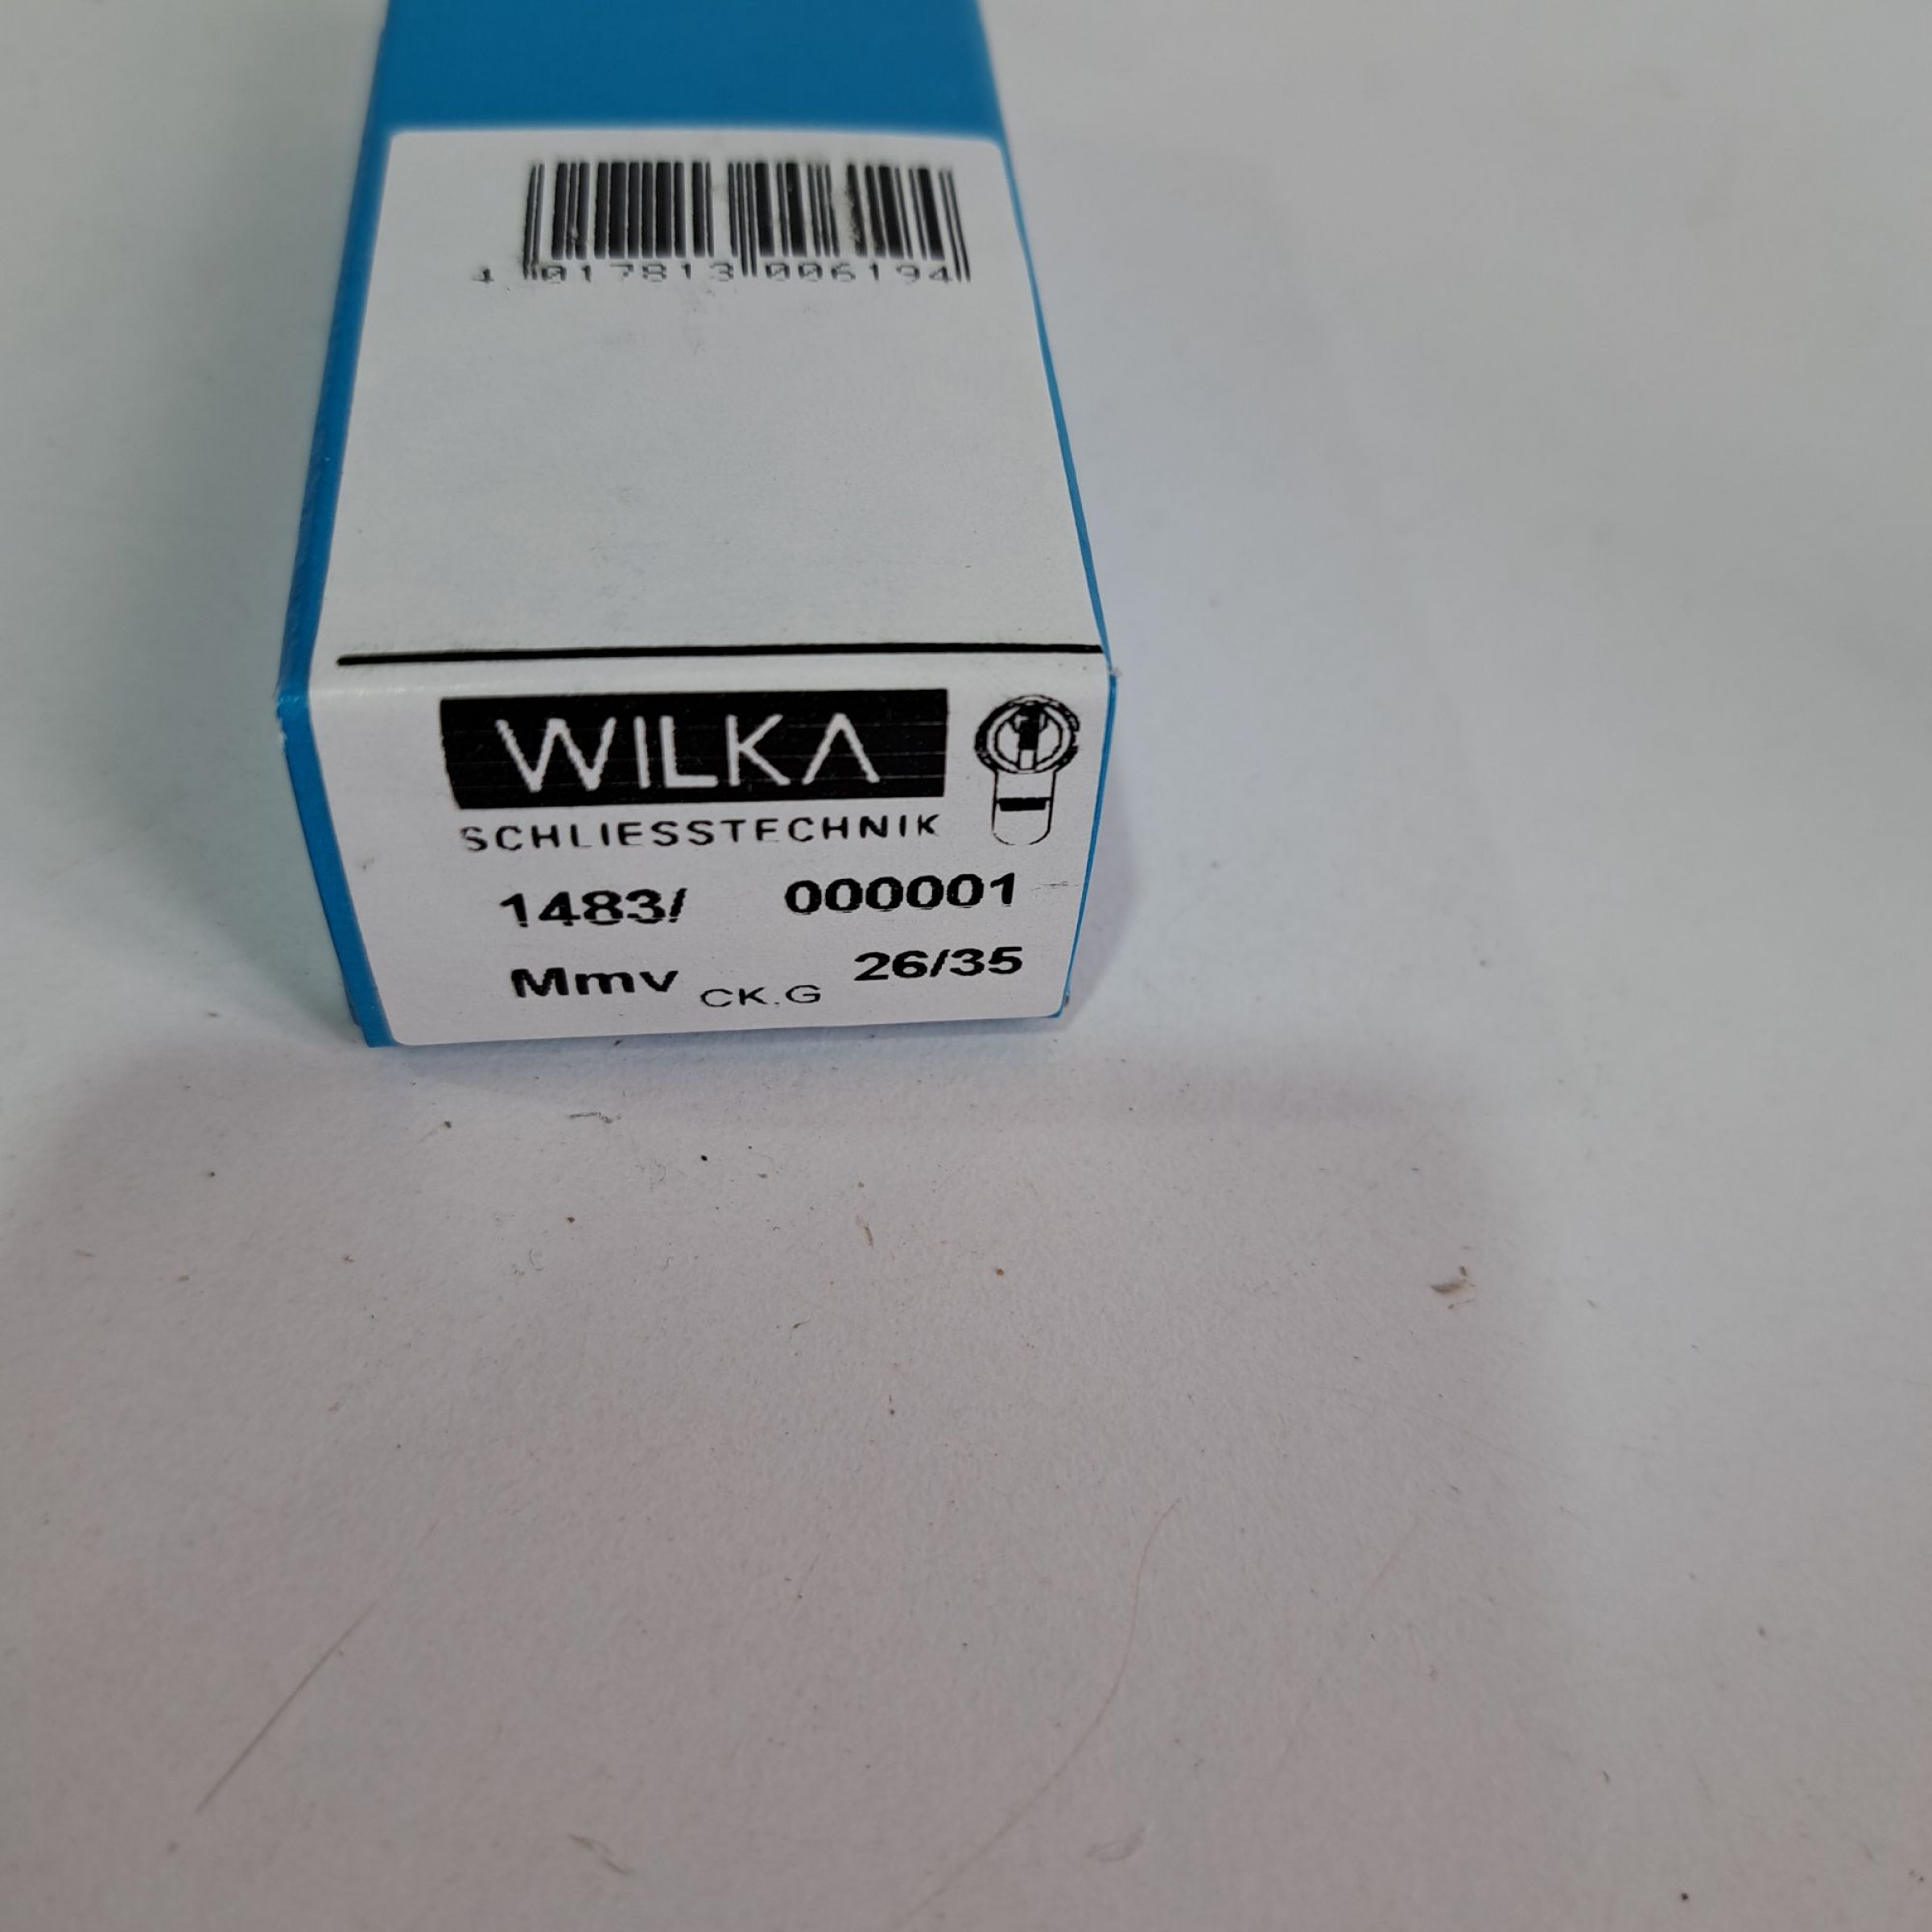 4 017813 006194
WILKA
SCHLIESSTECHNIK
1483/ 000001
Mmv CK.G 26/35